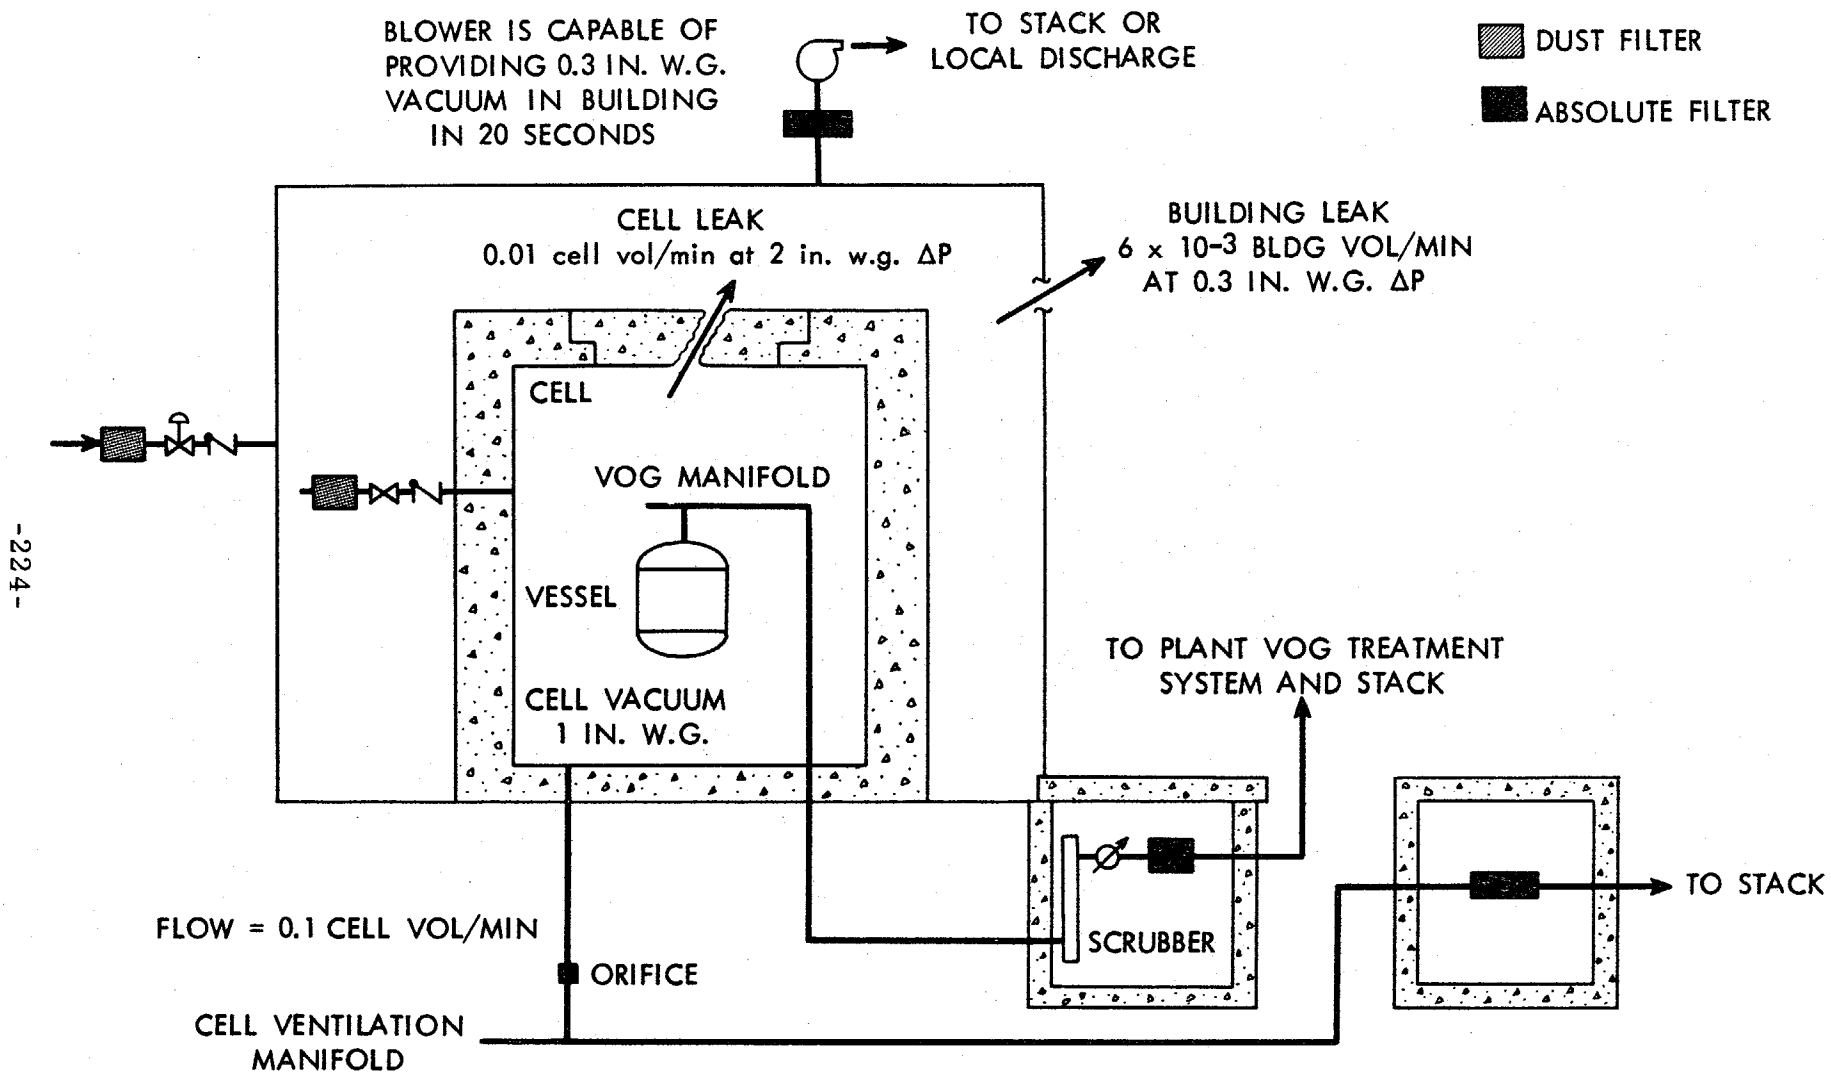 BLOWER IS CAPABLE OF
PROVIDING 0.3 IN. W.G.
VACUUM IN BUILDING
IN 20 SECONDS
TO STACK OR
LOCAL DISCHARGE
DUST FILTER
ABSOLUTE FILTER
CELL LEAK
0.01 cell vol/min at 2 in. w.g. ΔP
BUILDING LEAK
6 x 10-3 BLDG VOL/MIN
AT 0.3 IN. W.G. ΔP
CELL
VOG MANIFOLD
VESSEL
CELL VACUUM
1 IN. W.G.
-224-
TO PLANT VOG TREATMENT
SYSTEM AND STACK
TO STACK
SCRUBBER
FLOW = 0.1 CELL VOL/MIN
ORIFICE
CELL VENTILATION
MANIFOLD